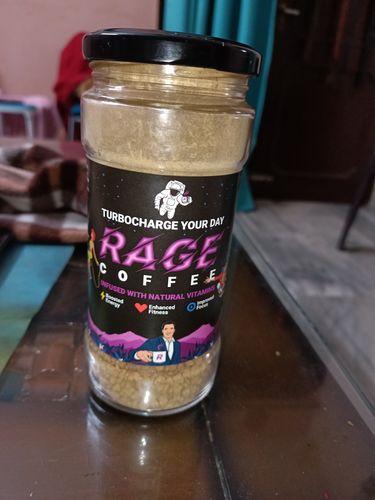 TURBOCHARGE YOUR DAY
RAGE
COFFEE
INFUSED WITH NATURAL VITAMINS
Boosted Energy
Enhanced Fitness
Improved Focus
R